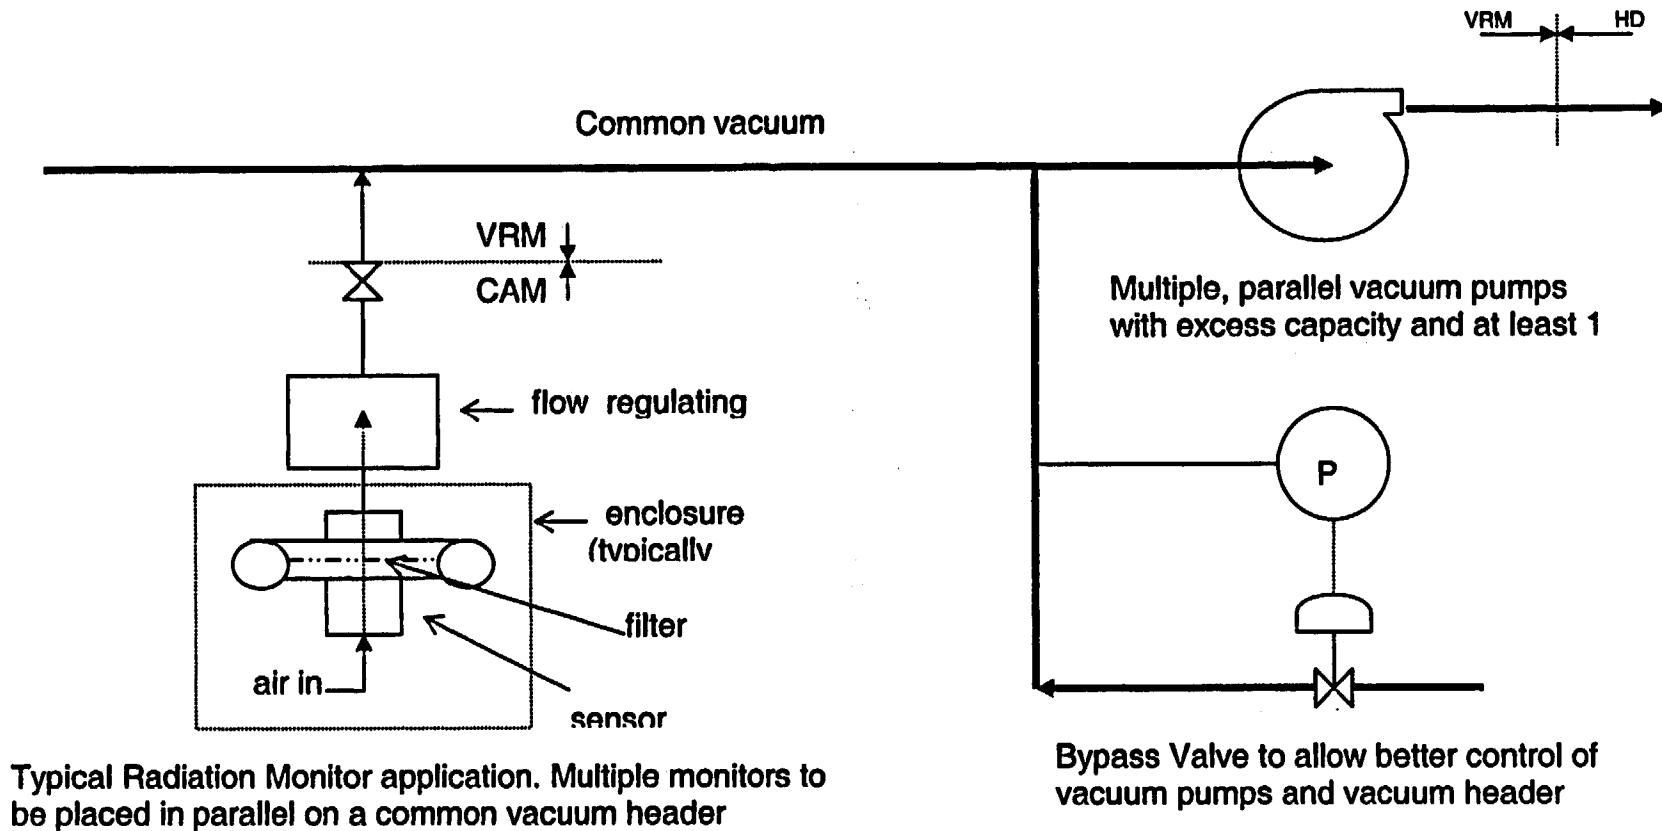 VRM HD
Common vacuum
VRM
CAM
Multiple, parallel vacuum pumps
with excess capacity and at least 1
flow regulating
P
enclosure
(typically
filter
air in
sensor
Bypass Valve to allow better control of
vacuum pumps and vacuum header
Typical Radiation Monitor application. Multiple monitors to
be placed in parallel on a common vacuum header